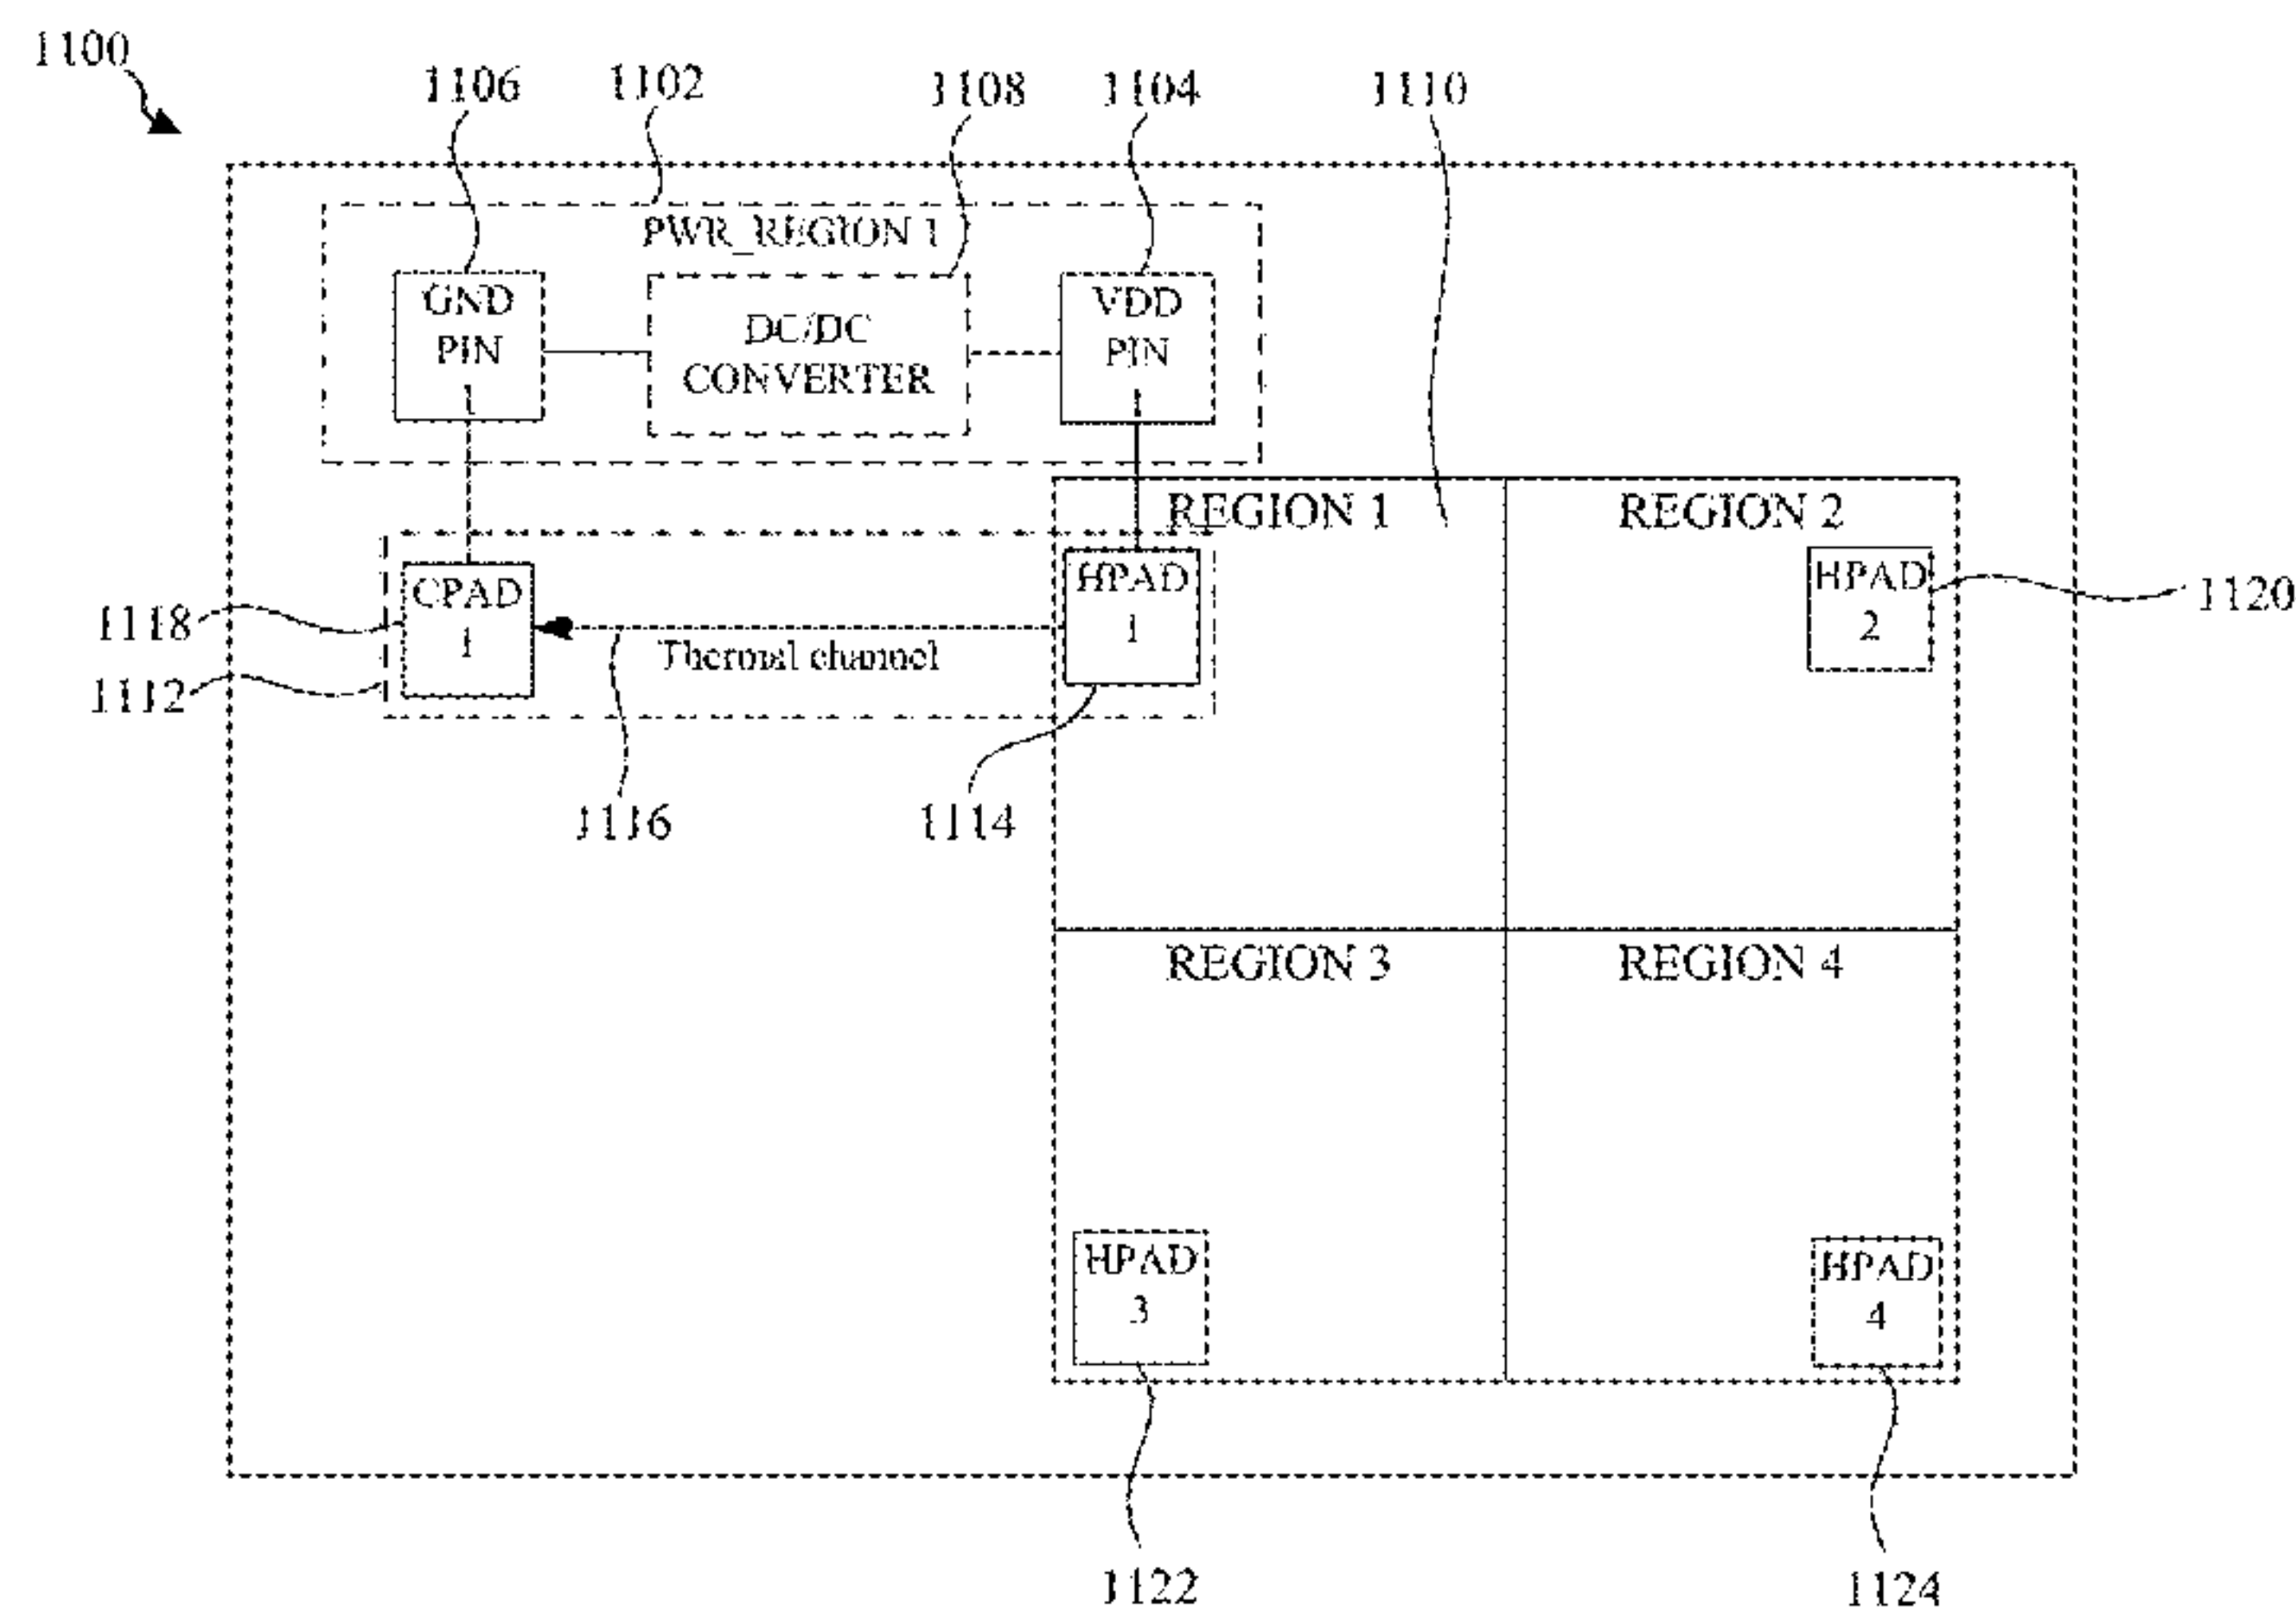 1100
1106
1102
1108
1104
1110
PWR_REGION 1
GND
PIN
1
DC/DC
CONVERTER
VDD
PIN
1
REGION 1
REGION 2
CPAD
1
Thermal channel
HPAD
1
HPAD
2
1118
1112
1120
1116
1114
REGION 3
REGION 4
HPAD
3
HPAD
4
1122
1124